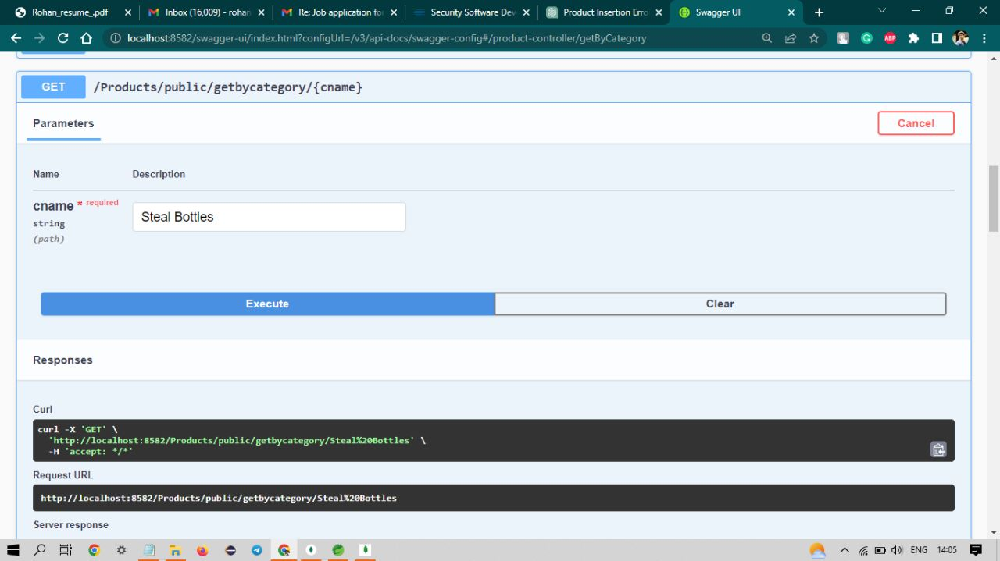 Rohan_resume_.pdf
Inbox (16,009) - rohan
Re: Job application for
Security Software Dev
Product Insertion Erro
Swagger UI
localhost:8582/swagger-ui/index.html?configUrl=/v3/api-docs/swagger-config#/product-controller/getByCategory
ABP
GET /Products/public/getbycategory/{cname}
Parameters
Cancel
Name Description
cname * required
string
(path)
Steal Bottles
Execute
Clear
Responses
Curl
curl -X 'GET' \
'http://localhost:8582/Products/public/getbycategory/Steal%20Bottles' \
-H 'accept: */*'
Request URL
http://localhost:8582/Products/public/getbycategory/Steal%20Bottles
Server response
ENG 14:05